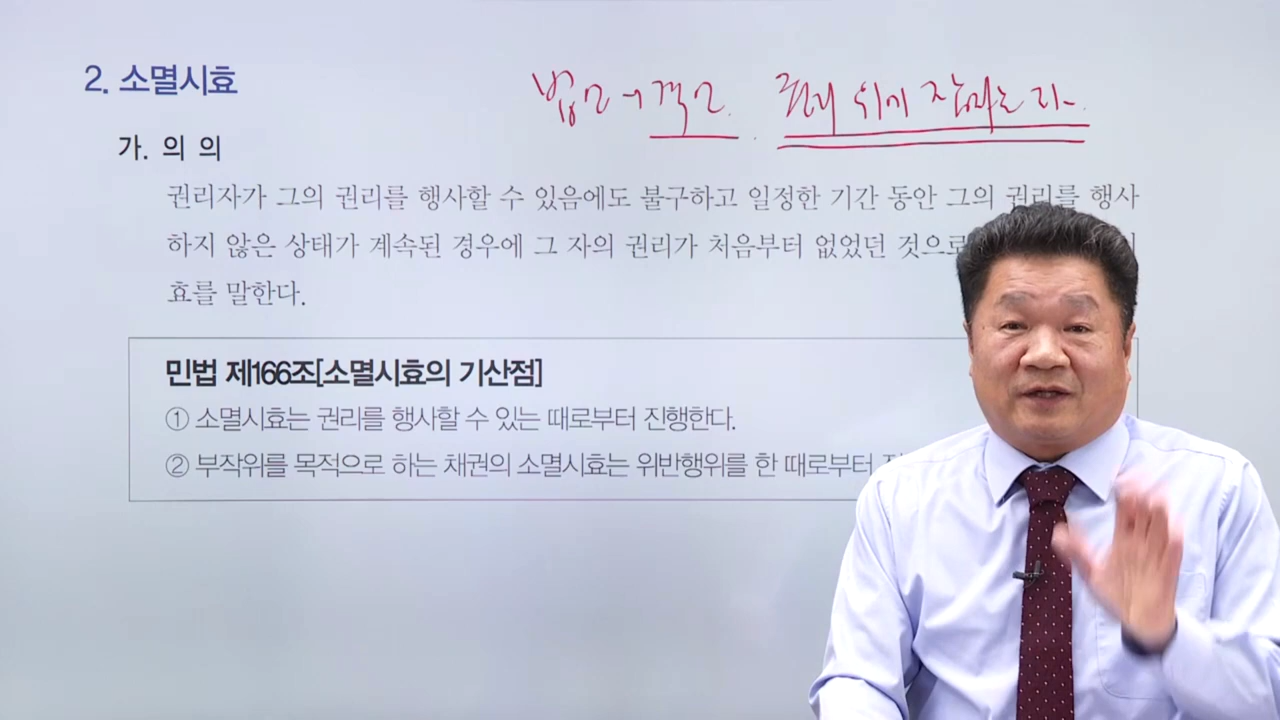 2. 소멸시효
법언→격언. 권리 위에 잠자는 자
가. 의 의
권리자가 그의 권리를 행사할 수 있음에도 불구하고 일정한 기간 동안 그의 권리를 행사
하지 않은 상태가 계속된 경우에 그 자의 권리가 처음부터 없었던 것으로
효를 말한다.
민법 제166조[소멸시효의 기산점]
① 소멸시효는 권리를 행사할 수 있는 때로부터 진행한다.
② 부작위를 목적으로 하는 채권의 소멸시효는 위반행위를 한 때로부터